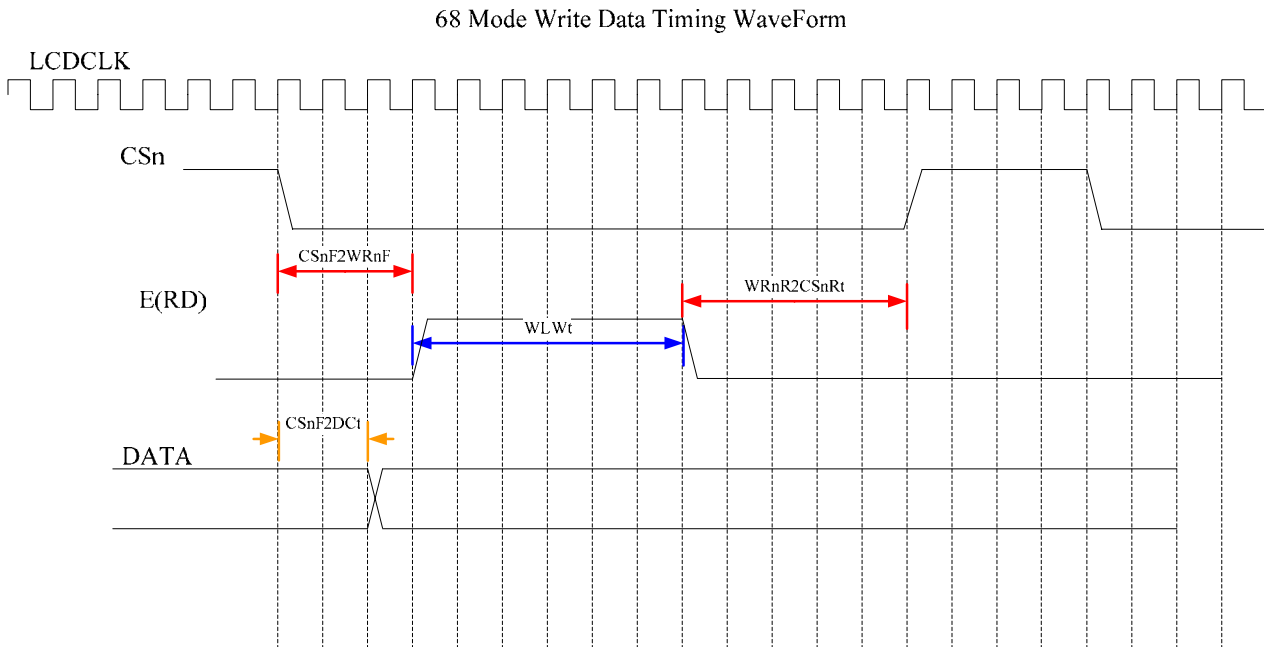 68 Mode Write Data Timing WaveForm
LCDCLK
CSn
CSnF2WRnF
WRnR2CSnRt
E(RD)
WLWt
CSnF2DCt
DATA